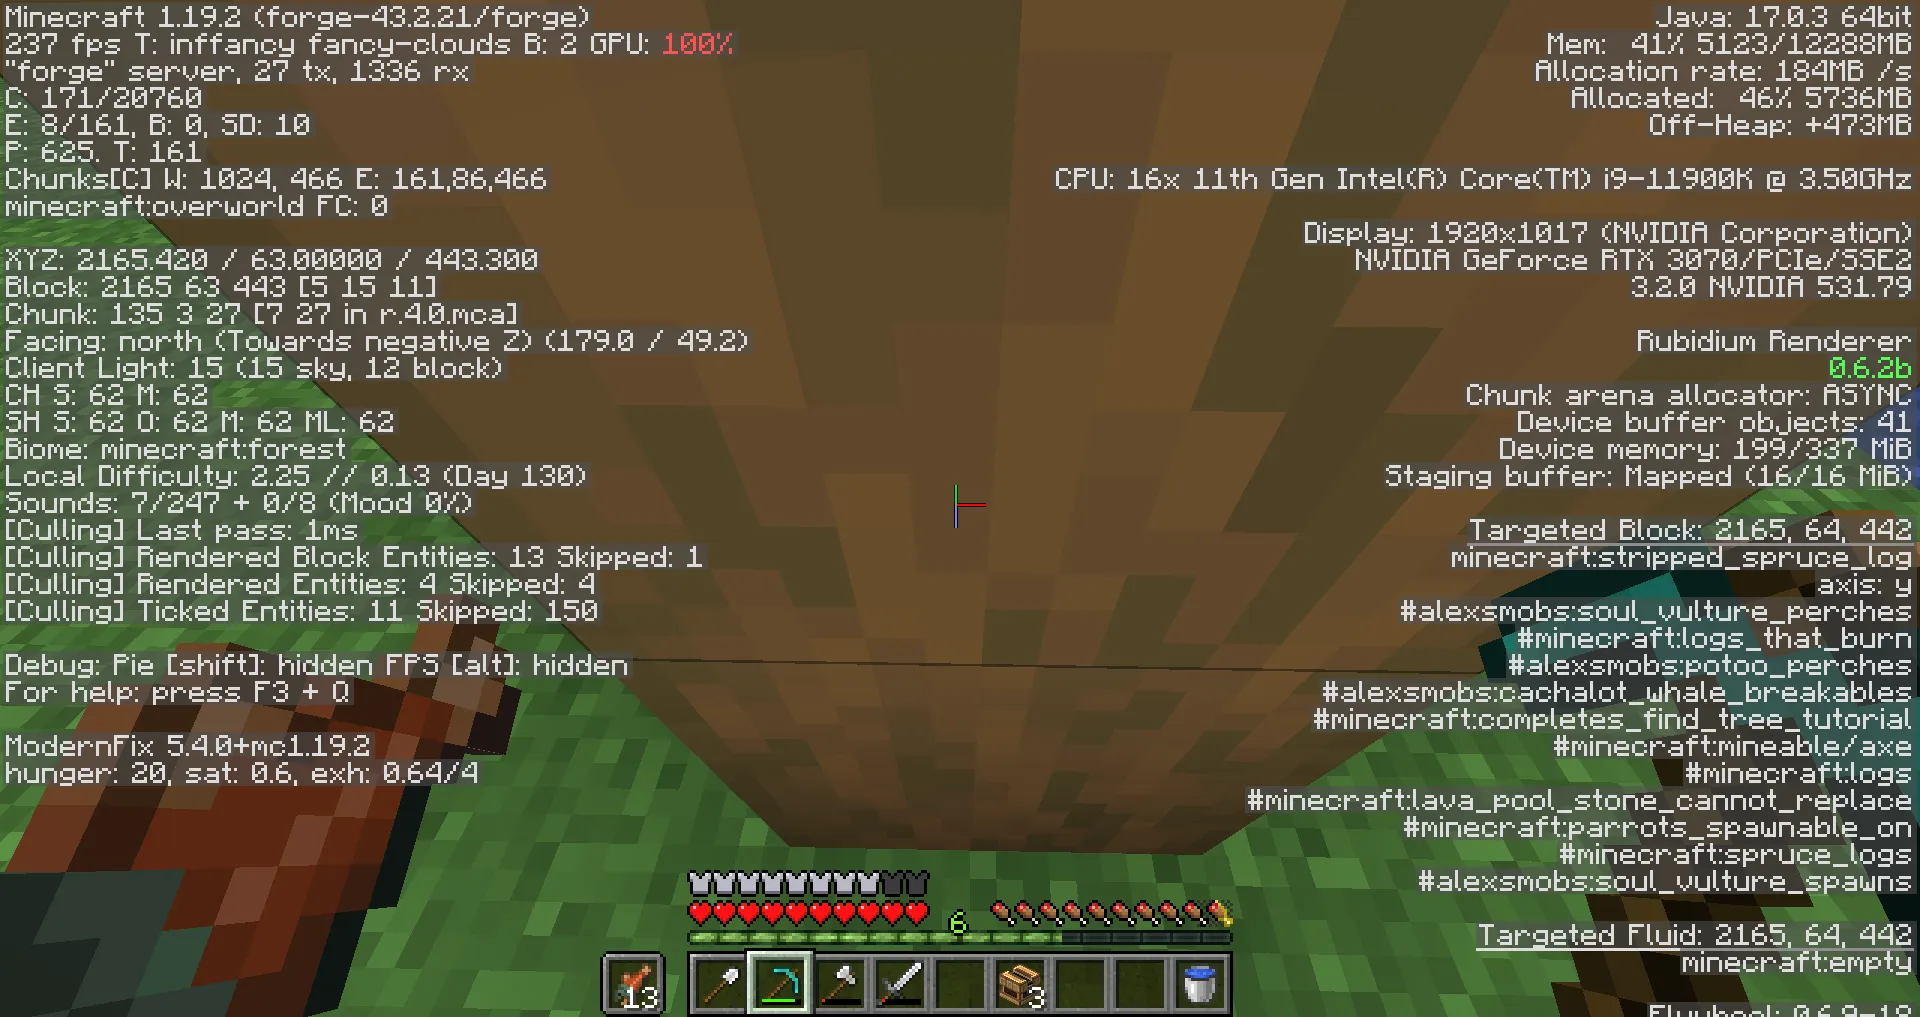 Minecraft 1.19.2 (forge-43.2.21/forge)
237 fps T: inffancy fancy-clouds B: 2 GPU: 100%
"forge" server, 27 tx, 1336 rx
C: 171/20760
E: 8/161, B: 0, SD: 10
P: 625. T: 161
Chunks[C] W: 1024, 466 E: 161,86,466
minecraft:overworld FC: 0
XYZ: 2165.420 / 63.00000 / 443.300
Block: 2165 63 443 [5 15 11]
Chunk: 135 3 27 [7 27 in r.4.0.mca]
Facing: north (Towards negative Z) (179.0 / 49.2)
Client Light: 15 (15 sky, 12 block)
CH S: 62 M: 62
SH S: 62 O: 62 M: 62 ML: 62
Biome: minecraft:forest
Local Difficulty: 2.25 // 0.13 (Day 130)
Sounds: 7/247 + 0/8 (Mood 0%)
[Culling] Last pass: 1ms
[Culling] Rendered Block Entities: 13 Skipped: 1
[Culling] Rendered Entities: 4 Skipped: 4
[Culling] Ticked Entities: 11 Skipped: 150
Debug: Pie [shift]: hidden FPS [alt]: hidden
For help: press F3 + Q
ModernFix 5.4.0+mc1.19.2
hunger: 20, sat: 0.6, exh: 0.64/4
Java: 17.0.3 64bit
Mem: 41% 5123/12288MB
Allocation rate: 184MB /s
Allocated: 46% 5736MB
Off-Heap: +473MB
CPU: 16x 11th Gen Intel(R) Core(TM) i9-11900K @ 3.50GHz
Display: 1920x1017 (NVIDIA Corporation)
NVIDIA GeForce RTX 3070/PCIe/SSE2
3.2.0 NVIDIA 531.79
Rubidium Renderer
0.6.2b
Chunk arena allocator: ASYNC
Device buffer objects: 41
Device memory: 199/337 MiB
Staging buffer: Mapped (16/16 MiB)
Targeted Block: 2165, 64, 442
minecraft:stripped_spruce_log
axis: y
#alexsmobs:soul_vulture_perches
#minecraft:logs_that_burn
#alexsmobs:potoo_perches
#alexsmobs:cachalot_whale_breakables
#minecraft:completes_find_tree_tutorial
#minecraft:mineable/axe
#minecraft:logs
#minecraft:lava_pool_stone_cannot_replace
#minecraft:parrots_spawnable_on
#minecraft:spruce_logs
#alexsmobs:soul_vulture_spawns
Targeted Fluid: 2165, 64, 442
minecraft:empty
6
13
3